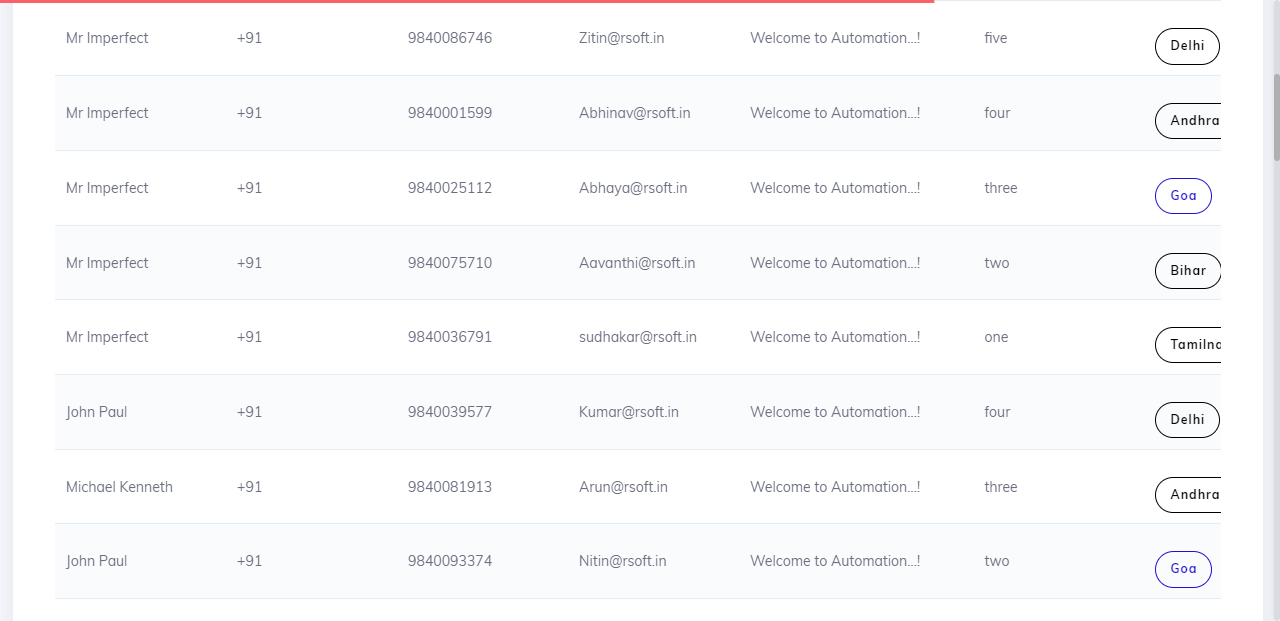 Mr Imperfect +91 9840086746 Zitin@rsoft.in Welcome to Automation...! five Delhi
Mr Imperfect +91 9840001599 Abhinav@rsoft.in Welcome to Automation...! four Andhra
Mr Imperfect +91 9840025112 Abhaya@rsoft.in Welcome to Automation...! three Goa
Mr Imperfect +91 9840075710 Aavanthi@rsoft.in Welcome to Automation...! two Bihar
Mr Imperfect +91 9840036791 sudhakar@rsoft.in Welcome to Automation...! one Tamilna
John Paul +91 9840039577 Kumar@rsoft.in Welcome to Automation...! four Delhi
Michael Kenneth +91 9840081913 Arun@rsoft.in Welcome to Automation...! three Andhra
John Paul +91 9840093374 Nitin@rsoft.in Welcome to Automation...! two Goa